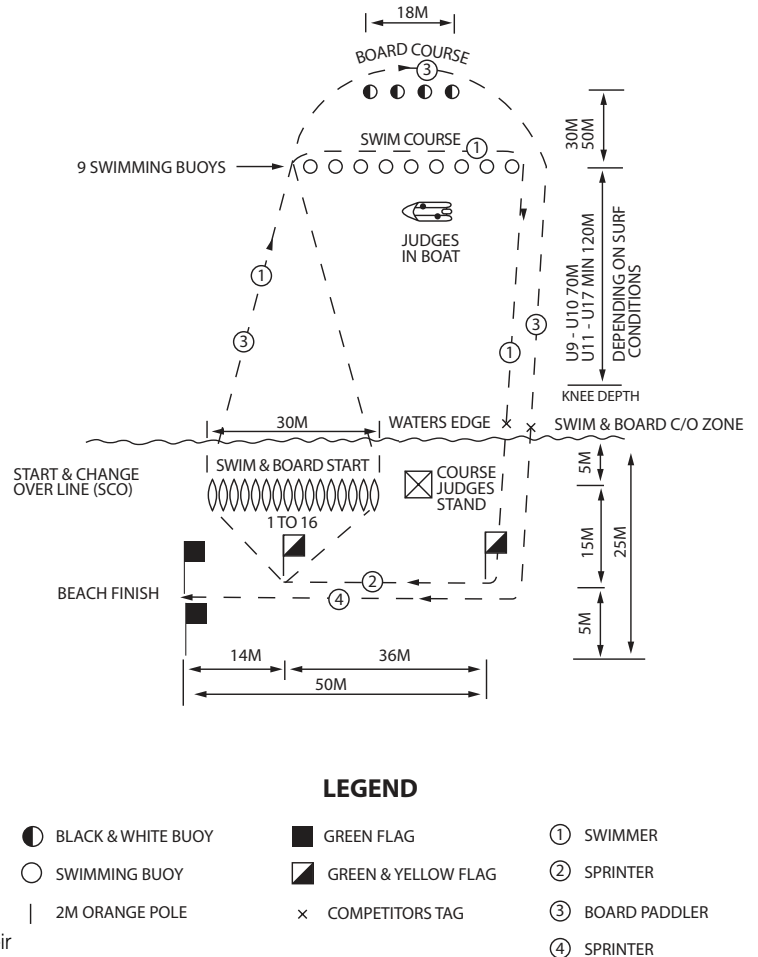 18M
BOARD COURSE
3
30M
50M
SWIM COURSE
1
9 SWIMMING BUOYS
JUDGES
IN BOAT
U9 - U10 70M
U11 - U17 MIN 120M
DEPENDING ON SURF
CONDITIONS
1
3
3
1
KNEE DEPTH
30M
WATERS EDGE
SWIM & BOARD C/O ZONE
START & CHANGE
OVER LINE (SCO)
SWIM & BOARD START
COURSE
JUDGES
STAND
1 TO 16
5M
15M
25M
5M
BEACH FINISH
2
4
14M
36M
50M
LEGEND
BLACK & WHITE BUOY
SWIMMING BUOY
2M ORANGE POLE
GREEN FLAG
GREEN & YELLOW FLAG
COMPETITORS TAG
1 SWIMMER
2 SPRINTER
3 BOARD PADDLER
4 SPRINTER
ir